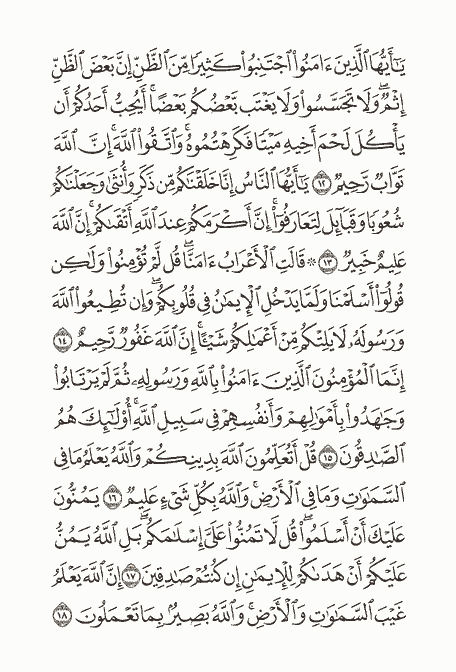 يَٰٓأَيُّهَا ٱلَّذِينَ ءَامَنُوا۟ ٱجْتَنِبُوا۟ كَثِيرًا مِّنَ ٱلظَّنِّ إِنَّ بَعْضَ ٱلظَّنِّ
إِثْمٌ ۖ وَلَا تَجَسَّسُوا۟ وَلَا يَغْتَب بَّعْضُكُم بَعْضًا ۚ أَيُحِبُّ أَحَدُكُمْ أَن
يَأْكُلَ لَحْمَ أَخِيهِ مَيْتًا فَكَرِهْتُمُوهُ ۚ وَٱتَّقُوا۟ ٱللَّهَ ۚ إِنَّ ٱللَّهَ
تَوَّابٌ رَّحِيمٌ ١٢ يَٰٓأَيُّهَا ٱلنَّاسُ إِنَّا خَلَقْنَٰكُم مِّن ذَكَرٍ وَأُنثَىٰ وَجَعَلْنَٰكُمْ
شُعُوبًا وَقَبَآئِلَ لِتَعَارَفُوٓا۟ ۚ إِنَّ أَكْرَمَكُمْ عِندَ ٱللَّهِ أَتْقَىٰكُمْ ۚ إِنَّ ٱللَّهَ
عَلِيمٌ خَبِيرٌ ١٣ ۞ قَالَتِ ٱلْأَعْرَابُ ءَامَنَّا ۖ قُل لَّمْ تُؤْمِنُوا۟ وَلَٰكِن
قُولُوٓا۟ أَسْلَمْنَا وَلَمَّا يَدْخُلِ ٱلْإِيمَٰنُ فِى قُلُوبِكُمْ ۖ وَإِن تُطِيعُوا۟ ٱللَّهَ
وَرَسُولَهُۥ لَا يَلِتْكُم مِّنْ أَعْمَٰلِكُمْ شَيْـًٔا ۚ إِنَّ ٱللَّهَ غَفُورٌ رَّحِيمٌ ١٤
إِنَّمَا ٱلْمُؤْمِنُونَ ٱلَّذِينَ ءَامَنُوا۟ بِٱللَّهِ وَرَسُولِهِۦ ثُمَّ لَمْ يَرْتَابُوا۟
وَجَٰهَدُوا۟ بِأَمْوَٰلِهِمْ وَأَنفُسِهِمْ فِى سَبِيلِ ٱللَّهِ ۚ أُو۟لَٰٓئِكَ هُمُ
ٱلصَّٰدِقُونَ ١٥ قُلْ أَتُعَلِّمُونَ ٱللَّهَ بِدِينِكُمْ وَٱللَّهُ يَعْلَمُ مَا فِى
ٱلسَّمَٰوَٰتِ وَمَا فِى ٱلْأَرْضِ ۚ وَٱللَّهُ بِكُلِّ شَىْءٍ عَلِيمٌ ١٦ يَمُنُّونَ
عَلَيْكَ أَنْ أَسْلَمُوا۟ ۖ قُل لَّا تَمُنُّوا۟ عَلَىَّ إِسْلَٰمَكُم ۖ بَلِ ٱللَّهُ يَمُنُّ
عَلَيْكُمْ أَنْ هَدَىٰكُمْ لِلْإِيمَٰنِ إِن كُنتُمْ صَٰدِقِينَ ١٧ إِنَّ ٱللَّهَ يَعْلَمُ
غَيْبَ ٱلسَّمَٰوَٰتِ وَٱلْأَرْضِ ۚ وَٱللَّهُ بَصِيرٌۢ بِمَا تَعْمَلُونَ ١٨